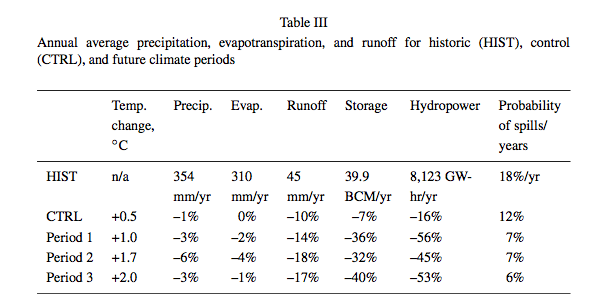 Table III
Annual average precipitation, evapotranspiration, and runoff for historic (HIST), control
(CTRL), and future climate periods
Temp. Precip. Evap. Runoff Storage Hydropower Probability
change, of spills/
°C years
HIST n/a 354 310 45 39.9 8,123 GW- 18%/yr
mm/yr mm/yr mm/yr BCM/yr hr/yr
CTRL +0.5 –1% 0% –10% –7% –16% 12%
Period 1 +1.0 –3% –2% –14% –36% –56% 7%
Period 2 +1.7 –6% –4% –18% –32% –45% 7%
Period 3 +2.0 –3% –1% –17% –40% –53% 6%